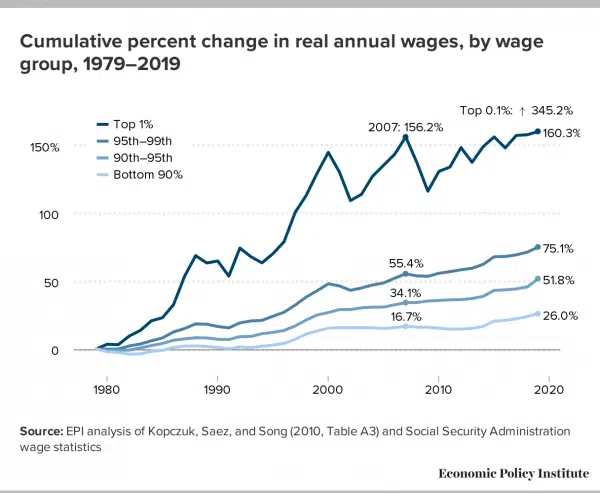 Cumulative percent change in real annual wages, by wage
group, 1979–2019
Top 0.1%: ↑ 345.2%
Top 1%
2007: 156.2%
160.3%
95th–99th
150%
90th–95th
Bottom 90%
100
75.1%
55.4%
50
51.8%
34.1%
16.7%
26.0%
0
1980
1990
2000
2010
2020
Source: EPI analysis of Kopczuk, Saez, and Song (2010, Table A3) and Social Security Administration
wage statistics
Economic Policy Institute